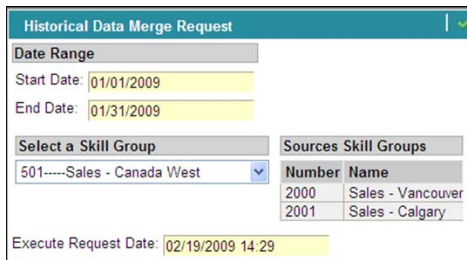 Historical Data Merge Request
Date Range
Start Date: 01/01/2009
End Date: 01/31/2009
Select a Skill Group
501-----Sales - Canada West
Sources Skill Groups
Number Name
2000 Sales - Vancouver
2001 Sales - Calgary
Execute Request Date: 02/19/2009 14:29